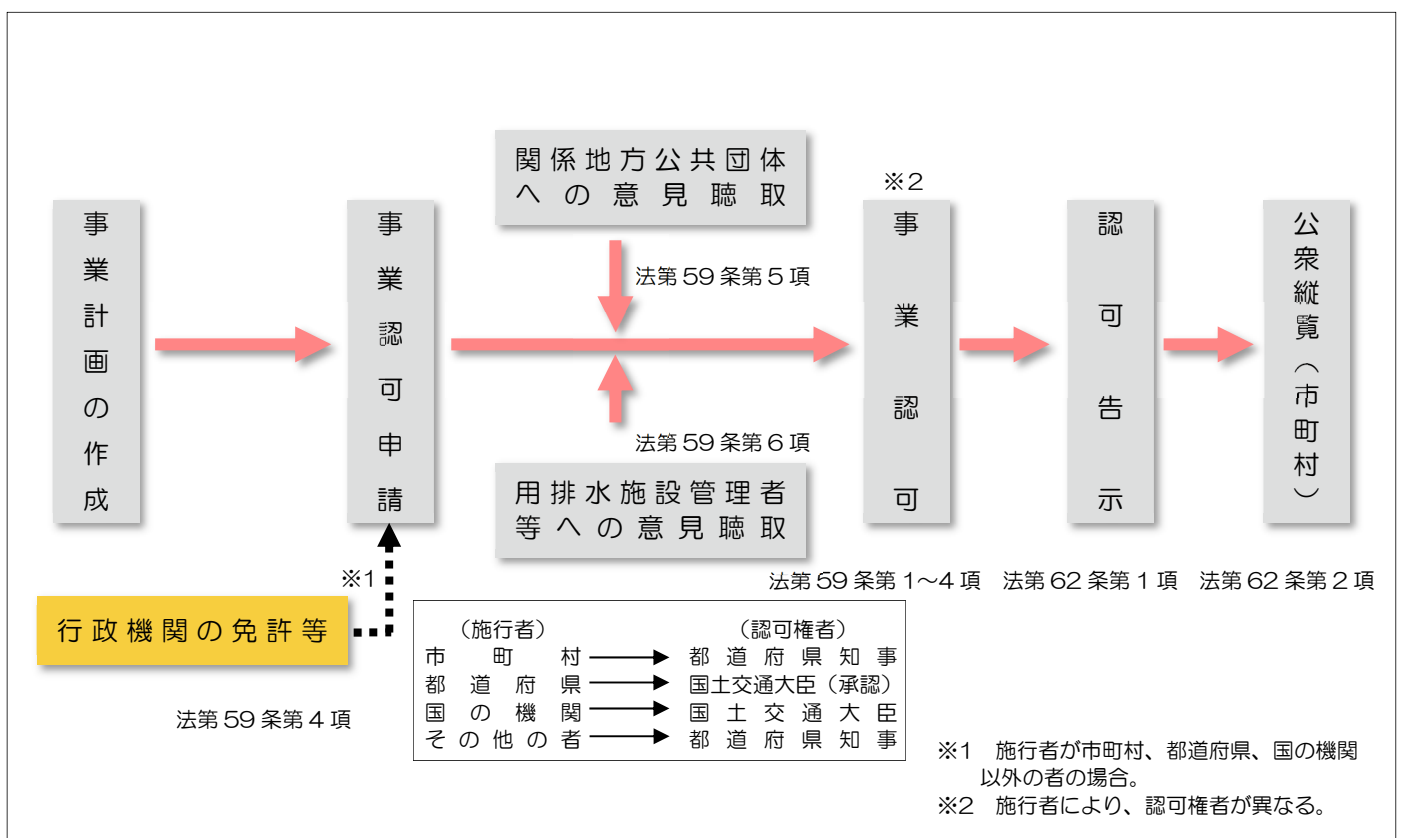 関係地方公共団体
への意見聴取
※2
事業計画の作成
事業認可申請
事業認可
認可告示
公衆縦覧（市町村）
法第59条第5項
法第59条第6項
用排水施設管理者
等への意見聴取
※1
法第59条第1～4項 法第62条第1項 法第62条第2項
行政機関の免許等
法第59条第4項
（施行者） （認可権者）
市町村 都道府県知事
都道府県 国土交通大臣（承認）
国の機関 国土交通大臣
その他の者 都道府県知事
※1 施行者が市町村、都道府県、国の機関
以外の者の場合。
※2 施行者により、認可権者が異なる。